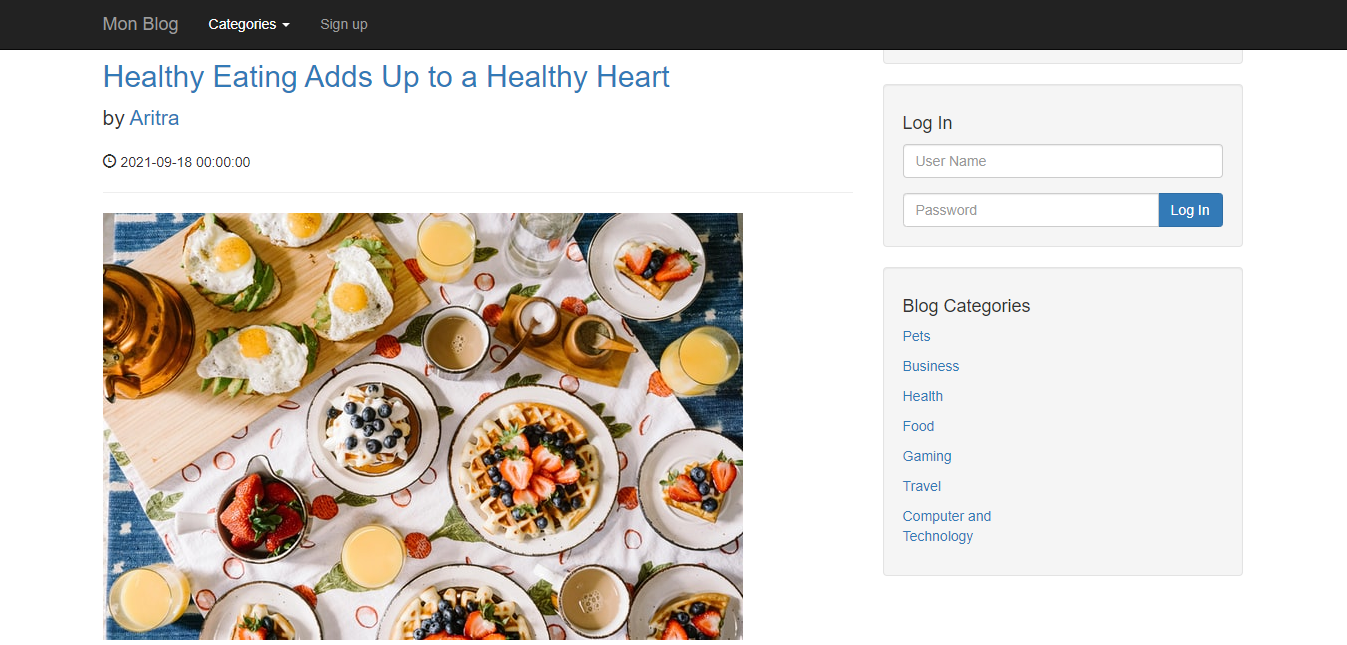 Mon Blog Categories Sign up
Healthy Eating Adds Up to a Healthy Heart
by Aritra
2021-09-18 00:00:00
Log In
User Name
Password Log In
Blog Categories
Pets
Business
Health
Food
Gaming
Travel
Computer and
Technology